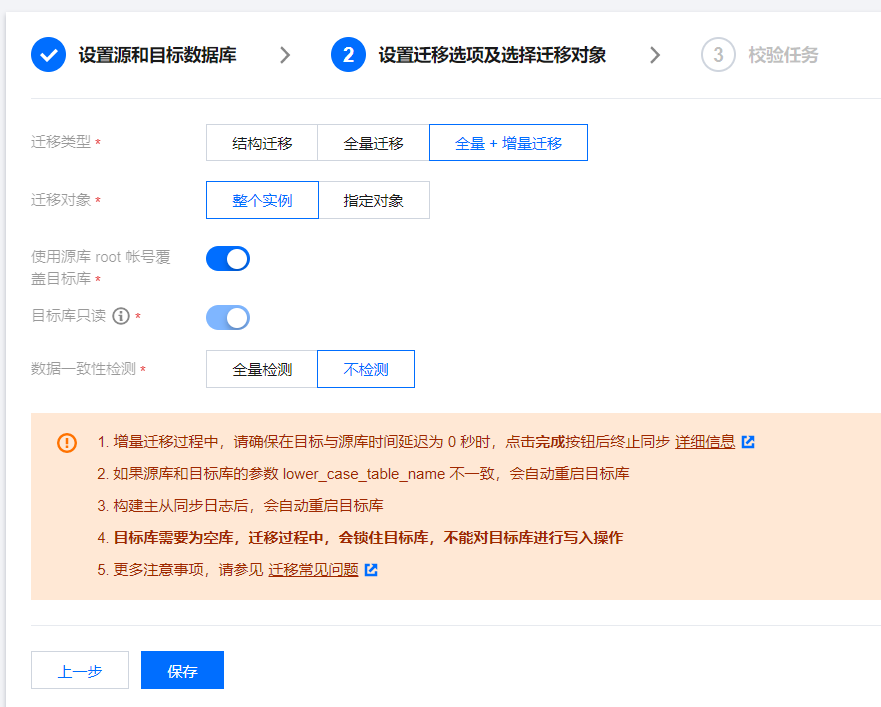 设置源和目标数据库
2 设置迁移选项及选择迁移对象
3 校验任务
迁移类型 * 结构迁移 全量迁移 全量 + 增量迁移
迁移对象 * 整个实例 指定对象
使用源库 root 帐号覆
盖目标库 *
目标库只读 *
数据一致性检测 * 全量检测 不检测
1. 增量迁移过程中，请确保在目标与源库时间延迟为 0 秒时，点击完成按钮后终止同步 详细信息
2. 如果源库和目标库的参数 lower_case_table_name 不一致，会自动重启目标库
3. 构建主从同步日志后，会自动重启目标库
4. 目标库需要为空库，迁移过程中，会锁住目标库，不能对目标库进行写入操作
5. 更多注意事项，请参见 迁移常见问题
上一步 保存